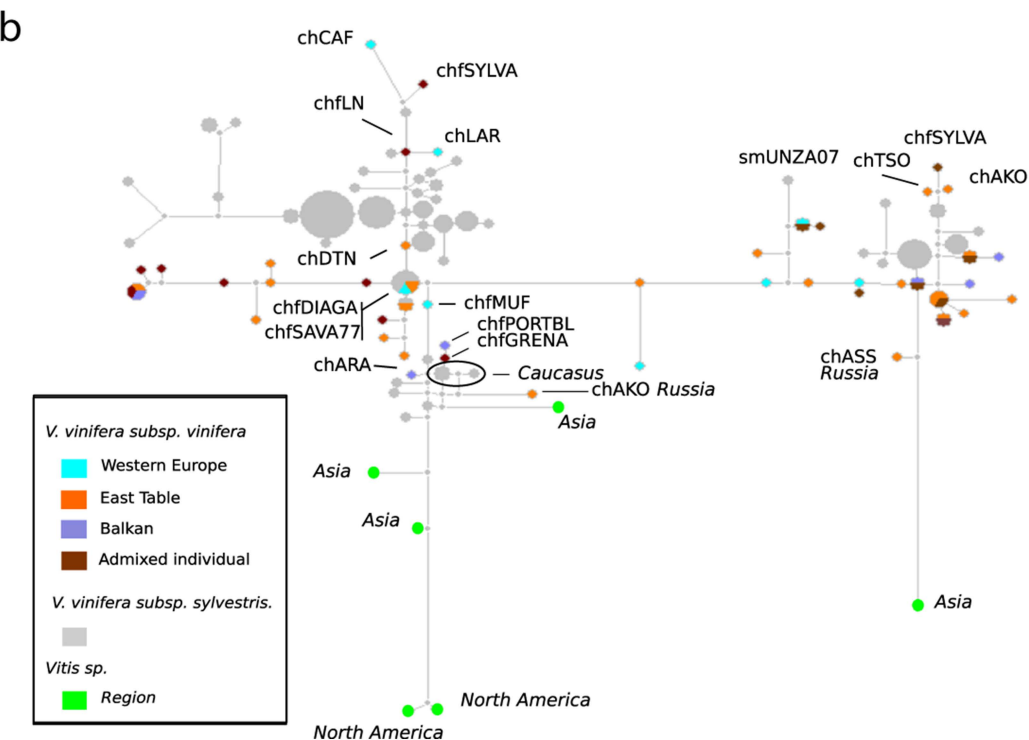 b
chCAF
chfSYLVA
chfLN
chLAR
chfSYLVA
smUNZA07
chTSO
chAKO
chDTN
chfDIAGA
chfMUF
chfSAVA77
chfPORTBL
chfGRENA
chARA
Caucasus
chASS
Russia
chAKO Russia
Asia
Asia
Asia
Asia
North America
North America
V. vinifera subsp. vinifera
Western Europe
East Table
Balkan
Admixed individual
V. vinifera subsp. sylvestris.
Vitis sp.
Region